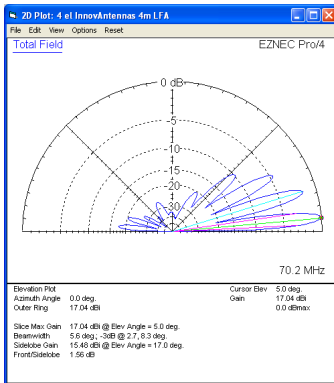 2D Plot: 4 el InnovAntennas 4m LFA
File Edit View Options Reset
Total Field
EZNEC Pro/4
0 dB
-5
-10
-15
-20
-30
70.2 MHz
Elevation Plot
Cursor Elev 5.0 deg.
Azimuth Angle 0.0 deg.
Gain 17.04 dBi
Outer Ring 17.04 dBi
0.0 dBmax
Slice Max Gain 17.04 dBi @ Elev Angle = 5.0 deg.
Beamwidth 5.6 deg.; -3dB @ 2.7, 8.3 deg.
Sidelobe Gain 15.48 dBi @ Elev Angle = 17.0 deg.
Front/Sidelobe 1.56 dB